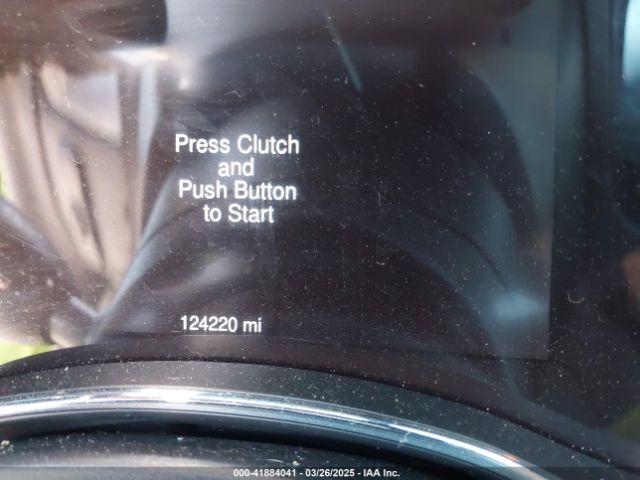 Press Clutch
and
Push Button
to Start
124220 mi
000-41884041 - 03/26/2025 - IAA Inc.